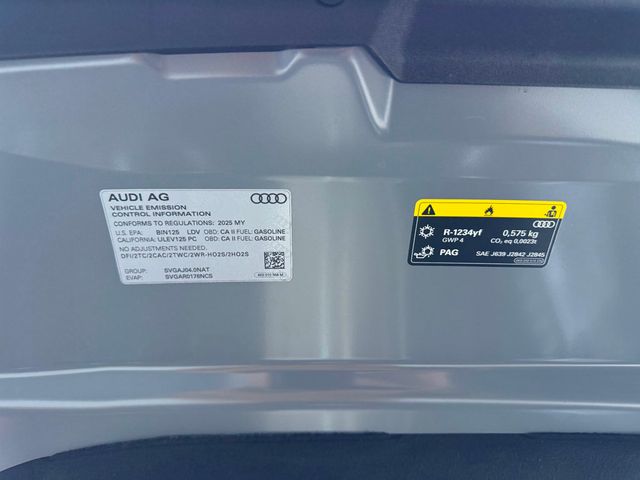 AUDI AG
VEHICLE EMISSION
CONTROL INFORMATION
CONFORMS TO REGULATIONS: 2025 MY
U.S. EPA: BIN125 LDV OBD: CA II FUEL: GASOLINE
CALIFORNIA: ULEV125 PC OBD: CA II FUEL: GASOLINE
NO ADJUSTMENTS NEEDED.
DFI/2TC/2CAC/2TWC/2WR-HO2S/2HO2S
GROUP: SVGAJ04.0NAT
EVAP: SVGAR0176NCS
R-1234yf 0,575 kg
GWP 4 CO₂ eq 0,0023t
PAG SAE J639 J2842 J2845